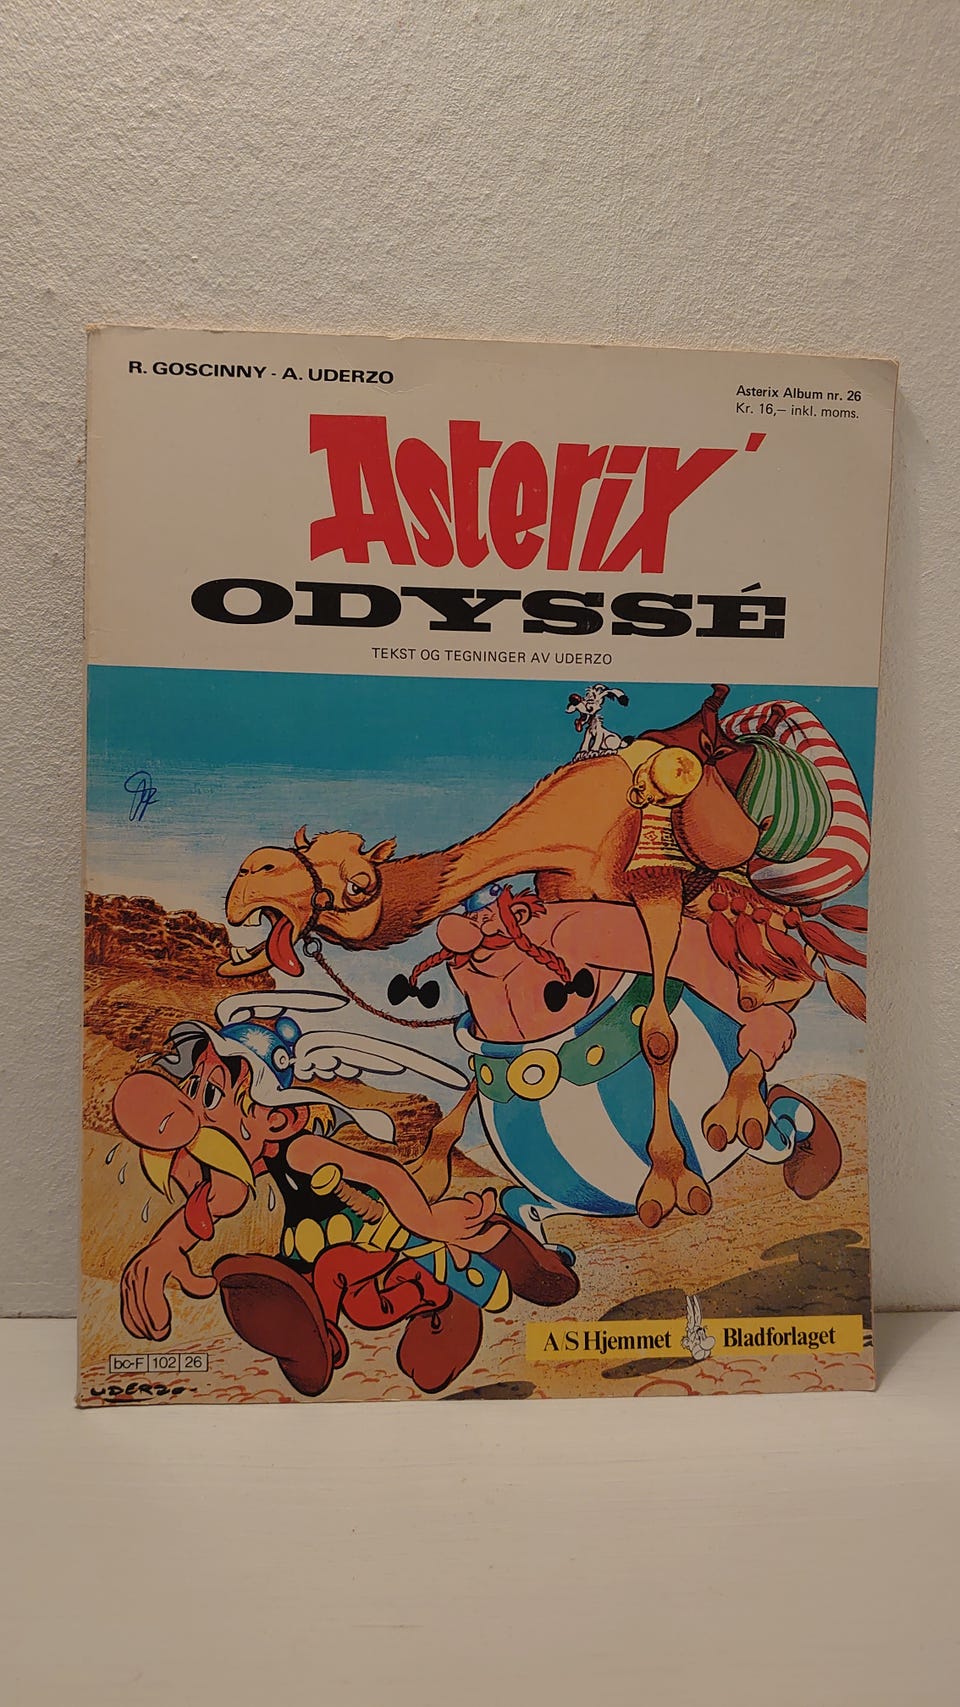 R. GOSCINNY - A. UDERZO
Asterix Album nr. 26
Kr. 16,– inkl. moms.
Asterix'
ODYSSÉ
TEKST OG TEGNINGER AV UDERZO
A/S Hjemmet Bladforlaget
bc-F 102 26
UDERZO-